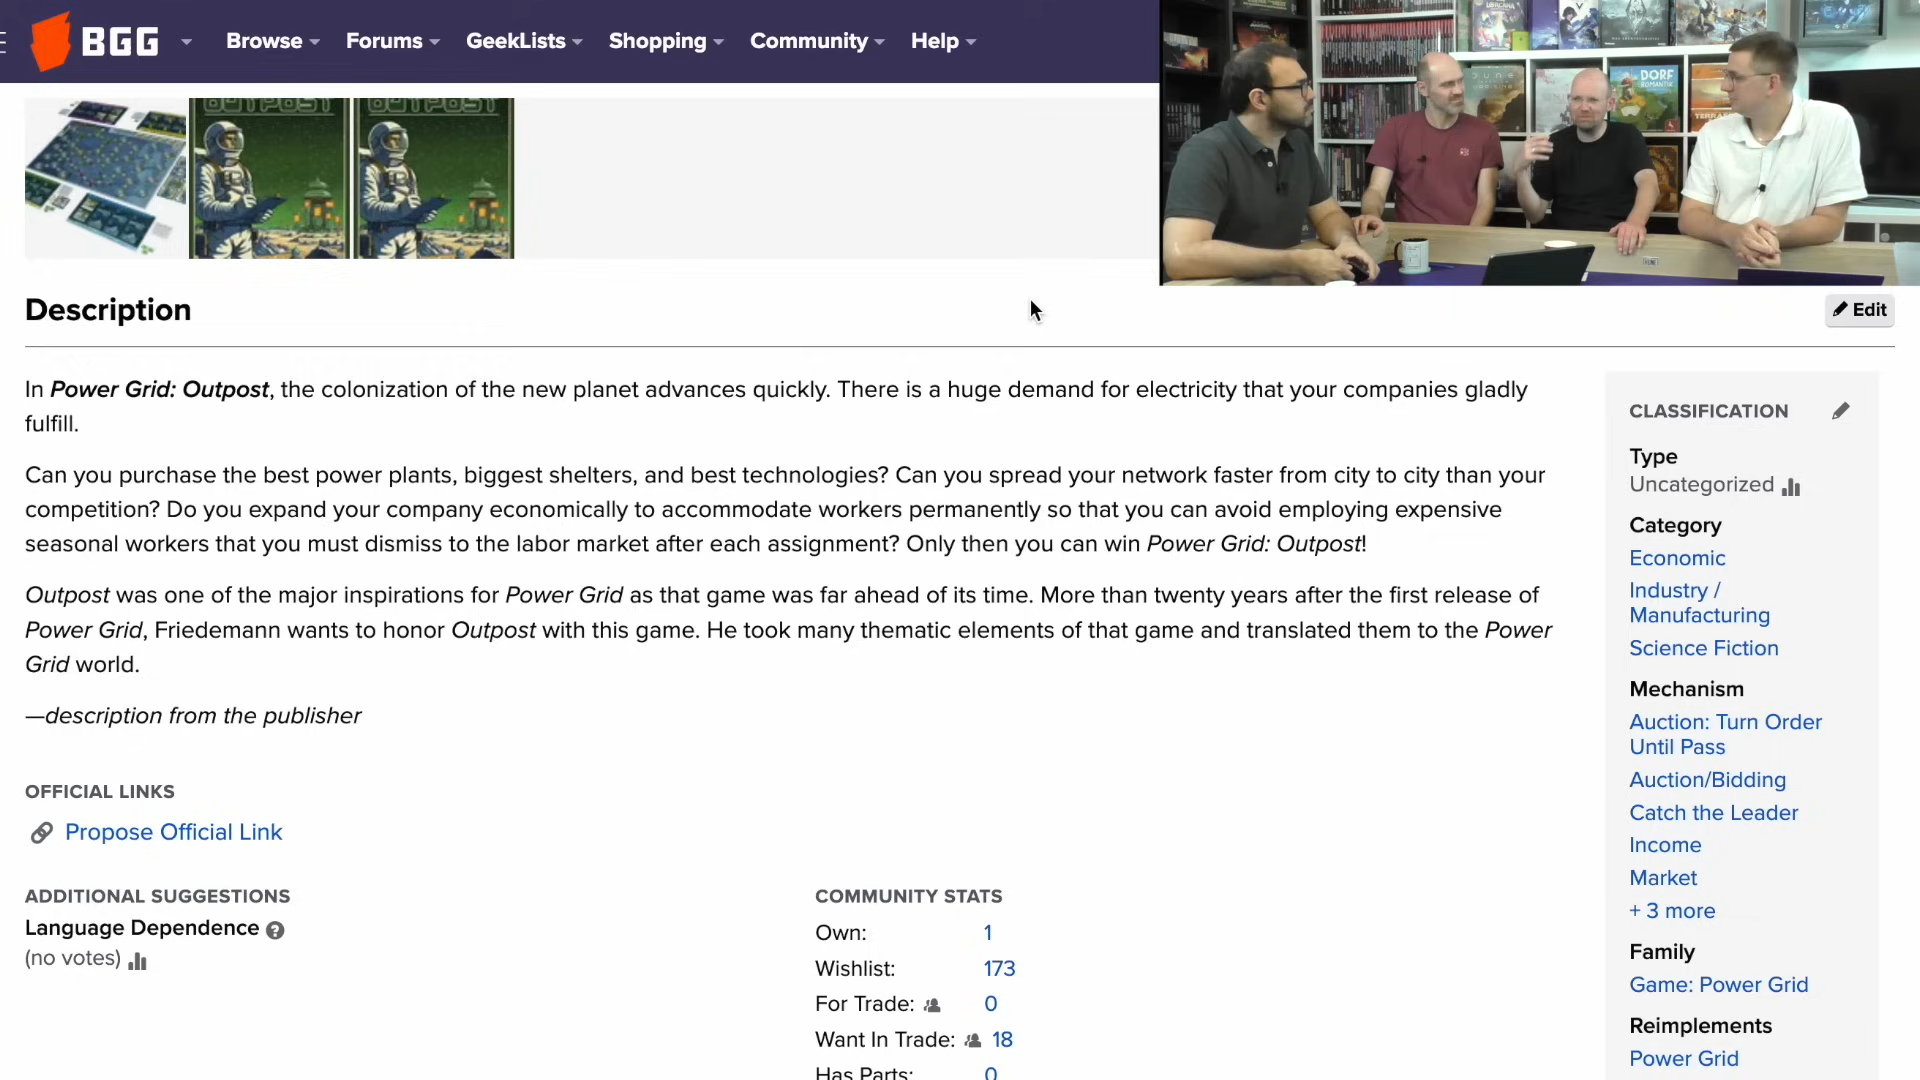 BGG
Browse
Forums
GeekLists
Shopping
Community
Help
OUTPOST
OUTPOST
DUNE
DORF
ROMANTIK
Description
Edit
In Power Grid: Outpost, the colonization of the new planet advances quickly. There is a huge demand for electricity that your companies gladly
fulfill.
Can you purchase the best power plants, biggest shelters, and best technologies? Can you spread your network faster from city to city than your
competition? Do you expand your company economically to accommodate workers permanently so that you can avoid employing expensive
seasonal workers that you must dismiss to the labor market after each assignment? Only then you can win Power Grid: Outpost!
Outpost was one of the major inspirations for Power Grid as that game was far ahead of its time. More than twenty years after the first release of
Power Grid, Friedemann wants to honor Outpost with this game. He took many thematic elements of that game and translated them to the Power
Grid world.
—description from the publisher
OFFICIAL LINKS
Propose Official Link
ADDITIONAL SUGGESTIONS
Language Dependence ?
(no votes)
COMMUNITY STATS
Own: 1
Wishlist: 173
For Trade: 0
Want In Trade: 18
Has Parts: 0
CLASSIFICATION
Type
Uncategorized
Category
Economic
Industry /
Manufacturing
Science Fiction
Mechanism
Auction: Turn Order
Until Pass
Auction/Bidding
Catch the Leader
Income
Market
+ 3 more
Family
Game: Power Grid
Reimplements
Power Grid